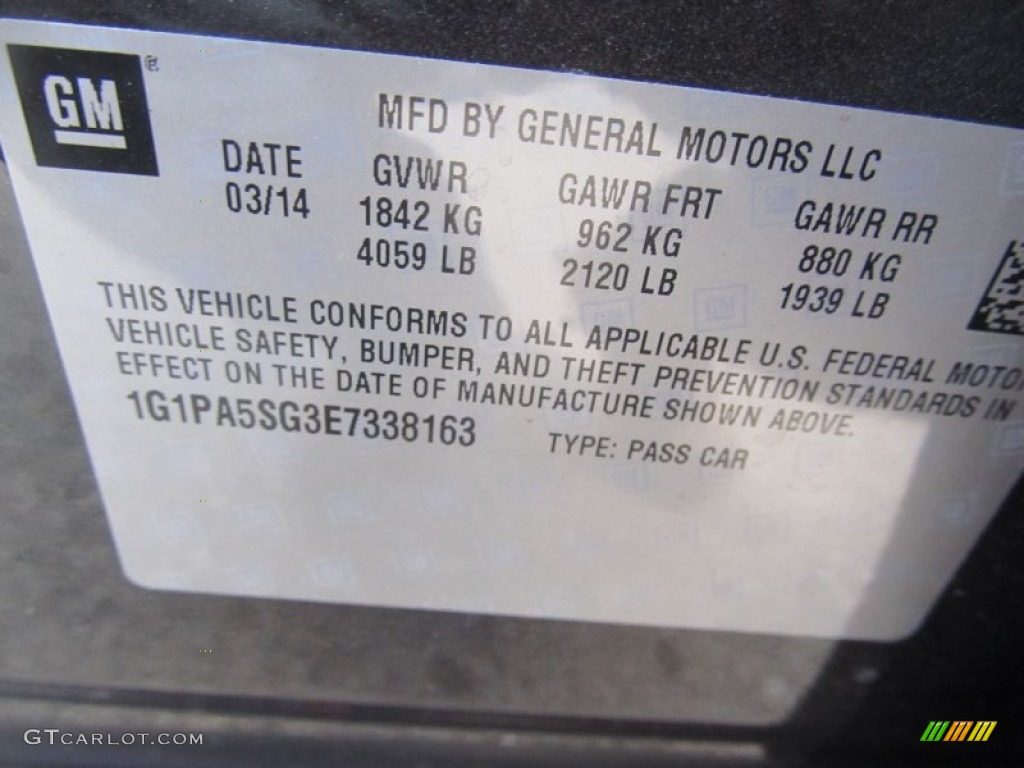 GM ®
MFD BY GENERAL MOTORS LLC
DATE GVWR GAWR FRT GAWR RR
03/14 1842 KG 962 KG 880 KG
4059 LB 2120 LB 1939 LB
THIS VEHICLE CONFORMS TO ALL APPLICABLE U.S. FEDERAL MOTO
VEHICLE SAFETY, BUMPER, AND THEFT PREVENTION STANDARDS IN
EFFECT ON THE DATE OF MANUFACTURE SHOWN ABOVE.
1G1PA5SG3E7338163 TYPE: PASS CAR
GTCARLOT.COM